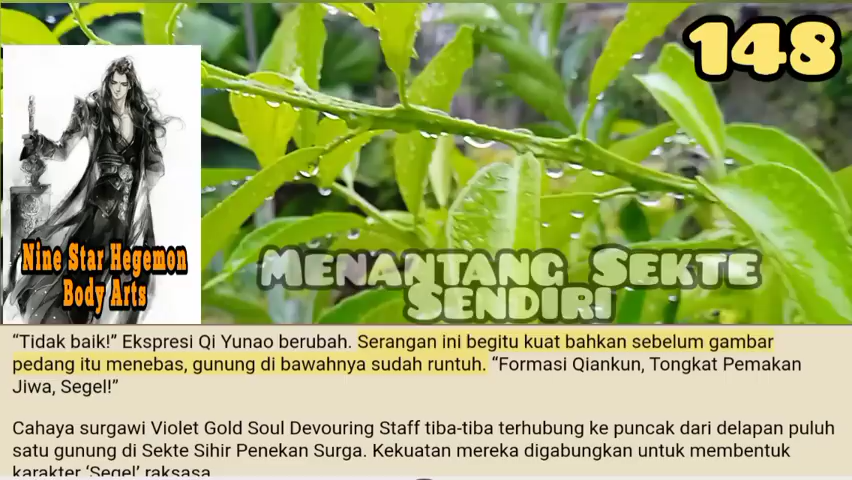 148
Nine Star Hegemon
Body Arts
Menantang Sekte
Sendiri
“Tidak baik!” Ekspresi Qi Yunao berubah. Serangan ini begitu kuat bahkan sebelum gambar
pedang itu menebas, gunung di bawahnya sudah runtuh. “Formasi Qiankun, Tongkat Pemakan
Jiwa, Segel!”
Cahaya surgawi Violet Gold Soul Devouring Staff tiba-tiba terhubung ke puncak dari delapan puluh
satu gunung di Sekte Sihir Penekan Surga. Kekuatan mereka digabungkan untuk membentuk
karakter ‘Segel’ raksasa.